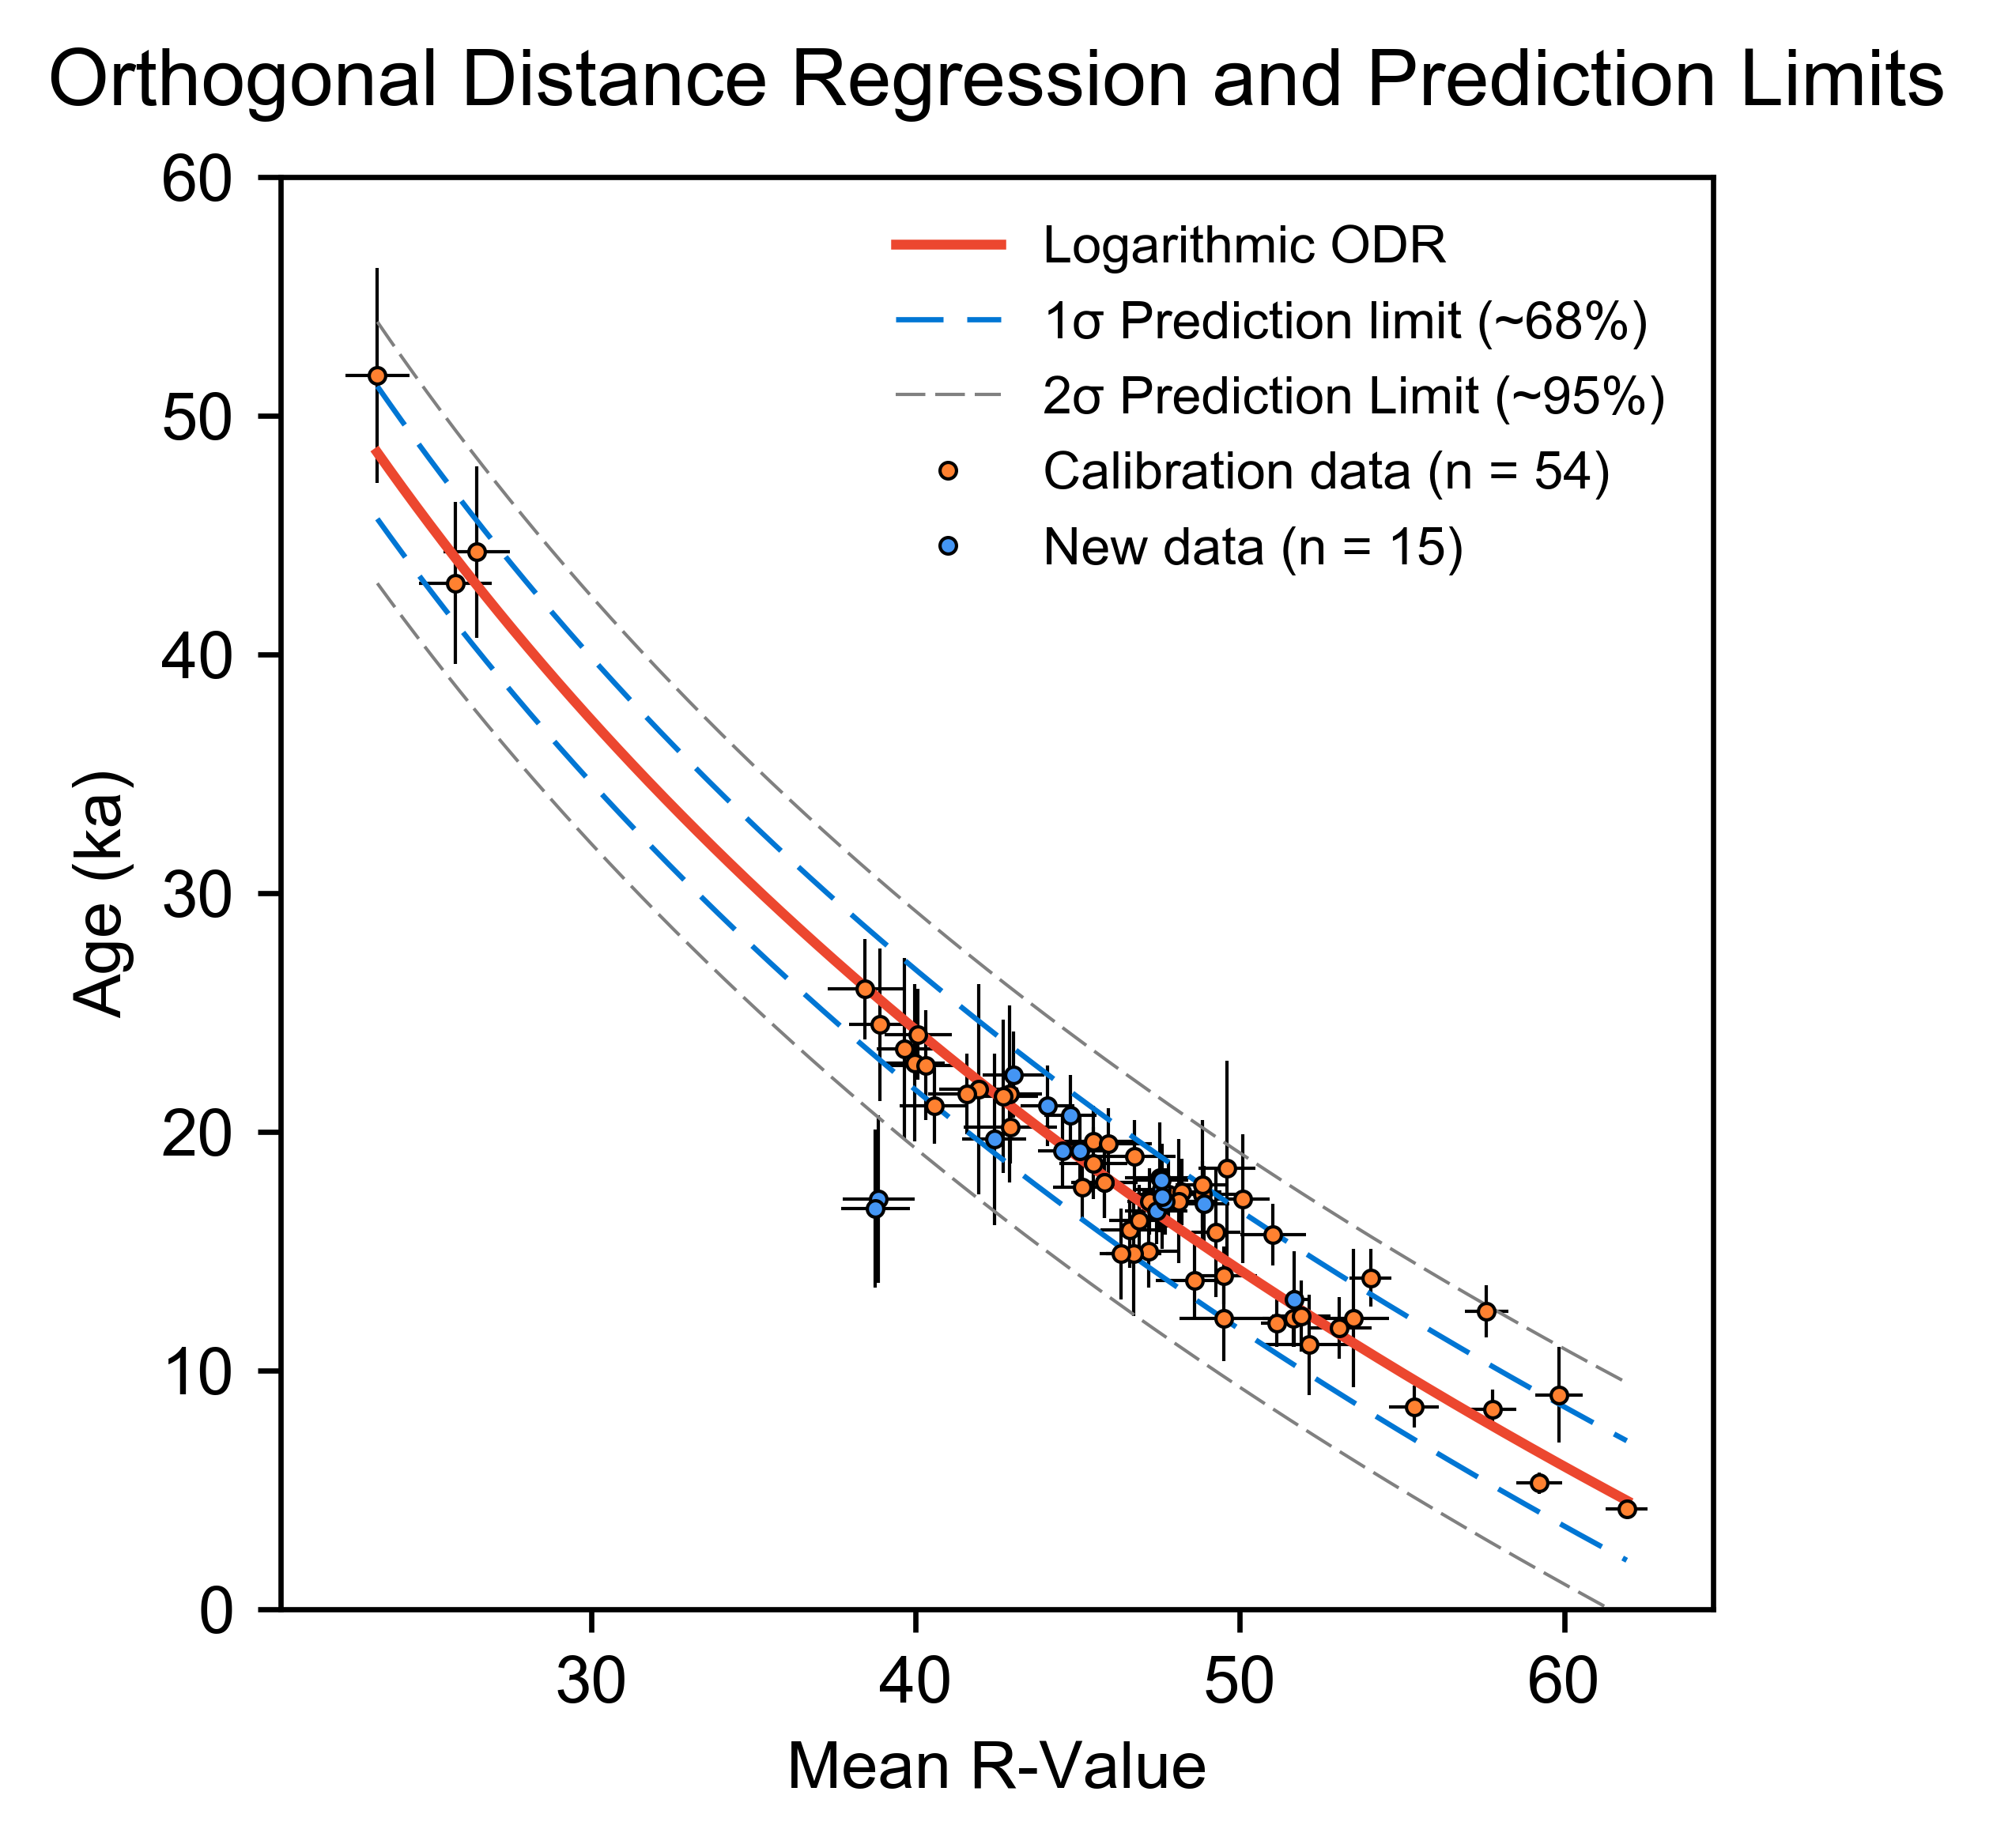 Orthogonal Distance Regression and Prediction Limits
60
50
40
30
20
10
0
Age (ka)
Logarithmic ODR
1σ Prediction limit (~68%)
2σ Prediction Limit (~95%)
Calibration data (n = 54)
New data (n = 15)
30 40 50 60
Mean R-Value